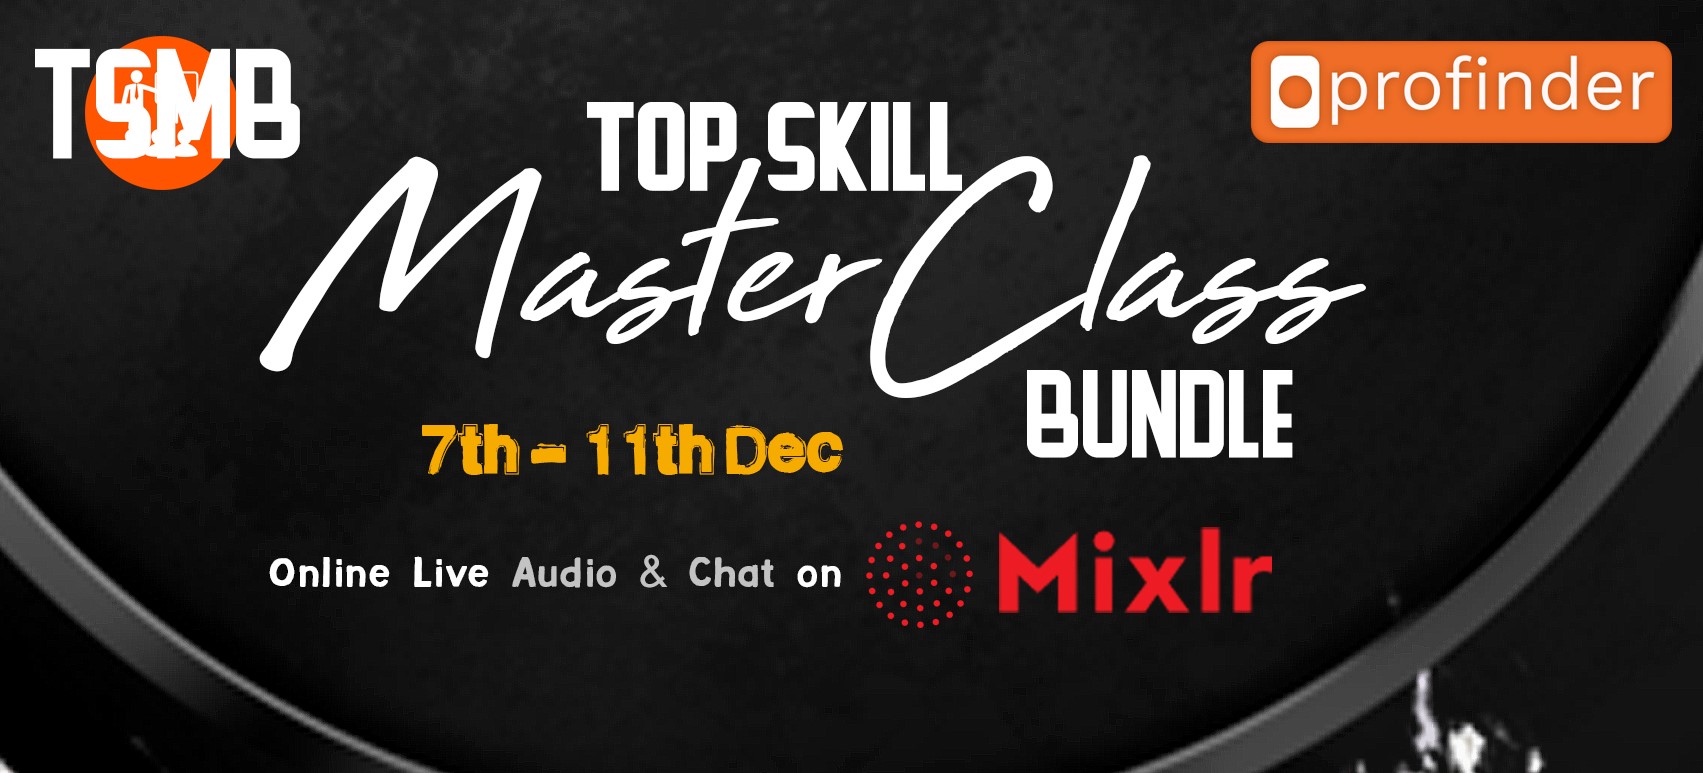 TSMB
profinder
TOP SKILL
MasterClass
BUNDLE
7th - 11th Dec
Online Live Audio & Chat on Mixlr